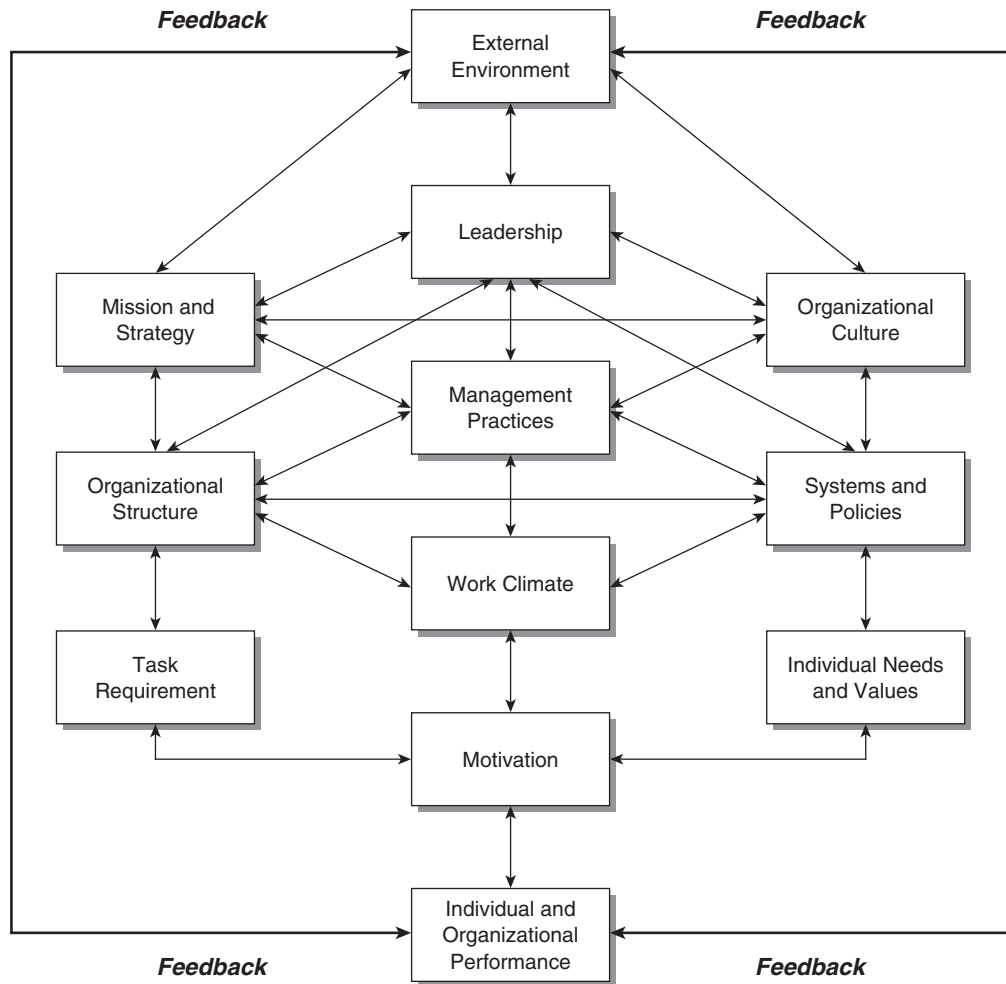 Feedback
Feedback
External
Environment
Leadership
Mission and
Strategy
Organizational
Culture
Management
Practices
Organizational
Structure
Systems and
Policies
Work Climate
Task
Requirement
Individual Needs
and Values
Motivation
Individual and
Organizational
Performance
Feedback
Feedback